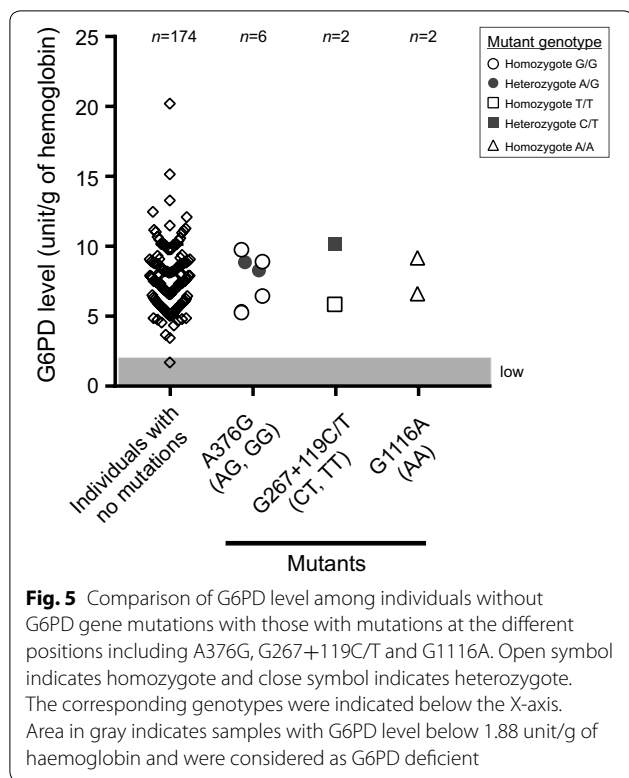 n=174
n=6
n=2
n=2
Mutant genotype
Homozygote G/G
Heterozygote A/G
Homozygote T/T
Heterozygote C/T
Homozygote A/A
G6PD level (unit/g of hemoglobin)
25
20
15
10
5
0
low
Individuals with
no mutations
A376G
(AG, GG)
G267+119C/T
(CT, TT)
G1116A
(AA)
Mutants
Fig. 5 Comparison of G6PD level among individuals without
G6PD gene mutations with those with mutations at the different
positions including A376G, G267+119C/T and G1116A. Open symbol
indicates homozygote and close symbol indicates heterozygote.
The corresponding genotypes were indicated below the X-axis.
Area in gray indicates samples with G6PD level below 1.88 unit/g of
haemoglobin and were considered as G6PD deficient